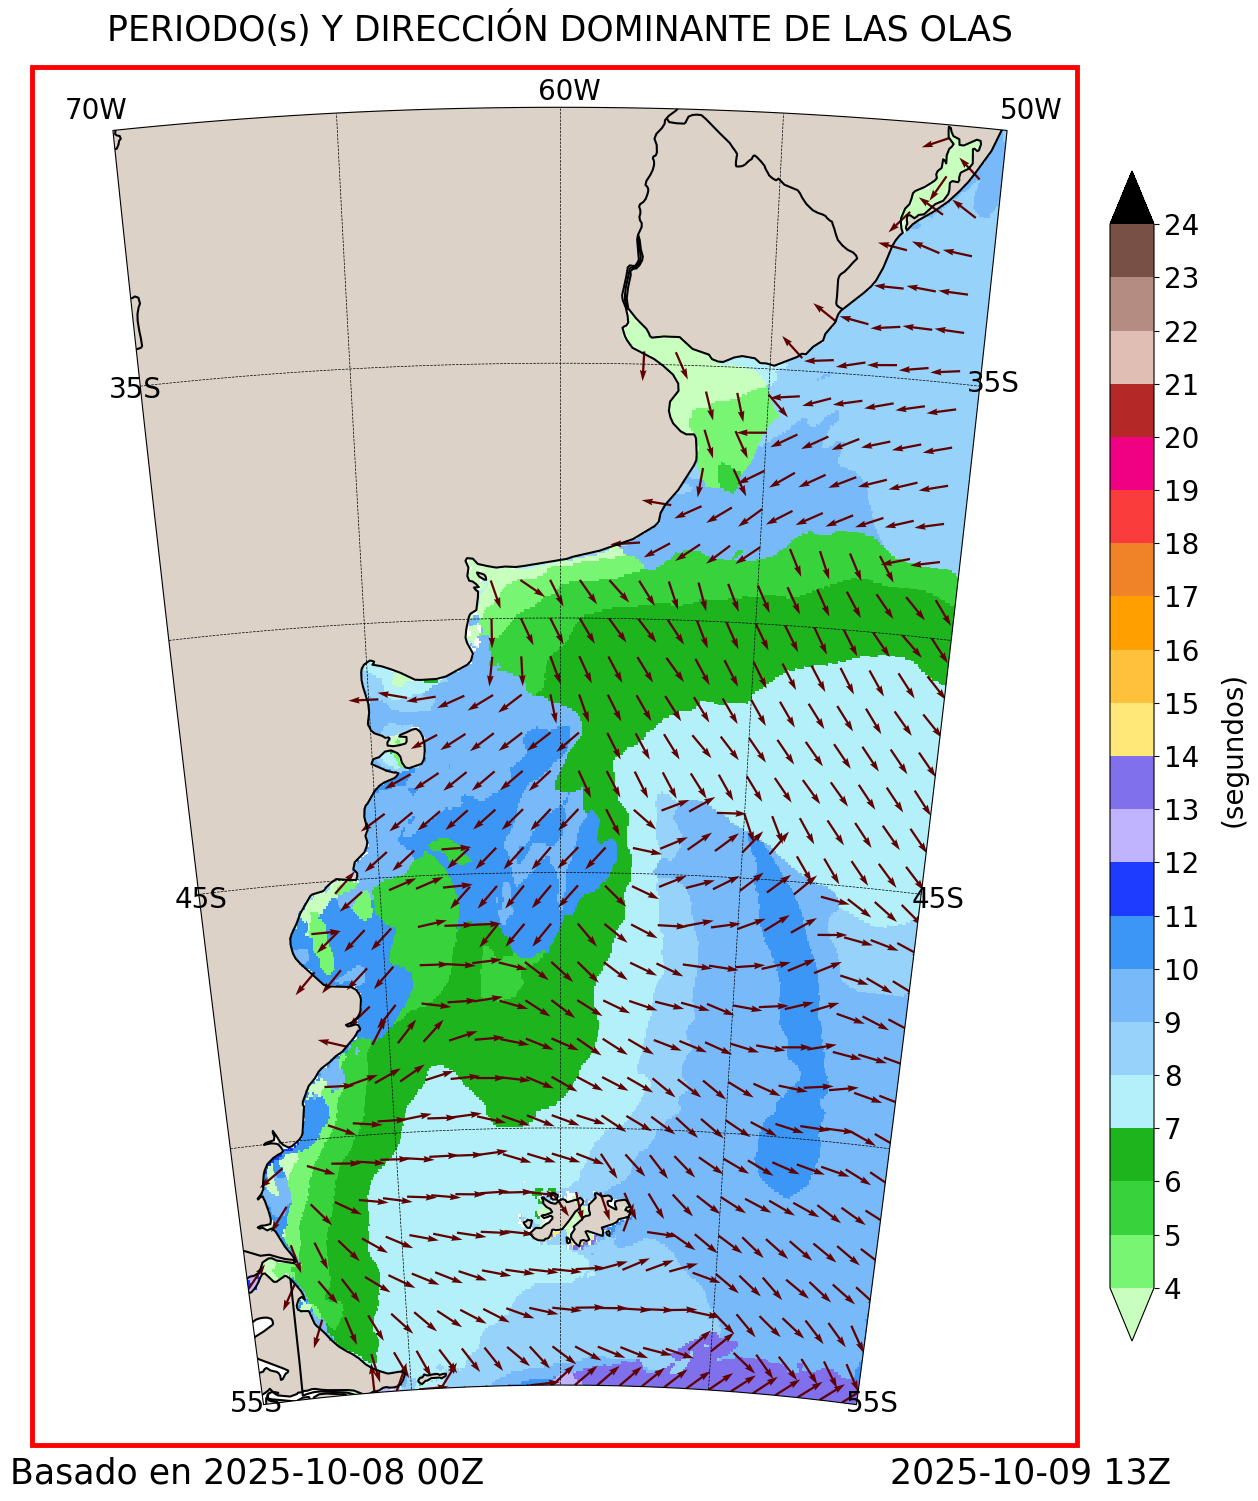 PERIODO(s) Y DIRECCIÓN DOMINANTE DE LAS OLAS
70W
60W
50W
35S
35S
45S
45S
55S
55S
24
23
22
21
20
19
18
17
16
15
14
13
12
11
10
9
8
7
6
5
4
(segundos)
Basado en 2025-10-08 00Z
2025-10-09 13Z